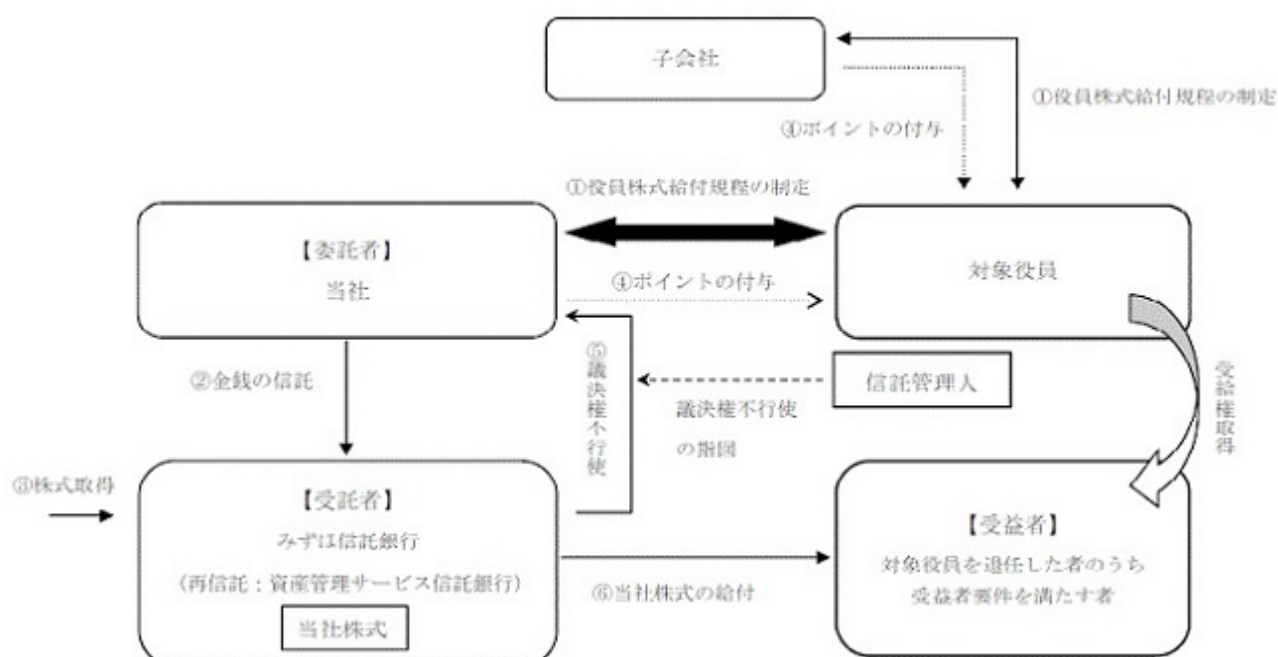 子会社
①役員株式給付規程の制定
④ポイントの付与
①役員株式給付規程の制定
【委託者】
当社
対象役員
④ポイントの付与
②金銭の信託
⑤議決権不行使
信託管理人
議決権不行使
の指図
受給権取得
③株式取得
【受託者】
みずほ信託銀行
（再信託：資産管理サービス信託銀行）
当社株式
⑥当社株式の給付
【受益者】
対象役員を退任した者のうち
受益者要件を満たす者